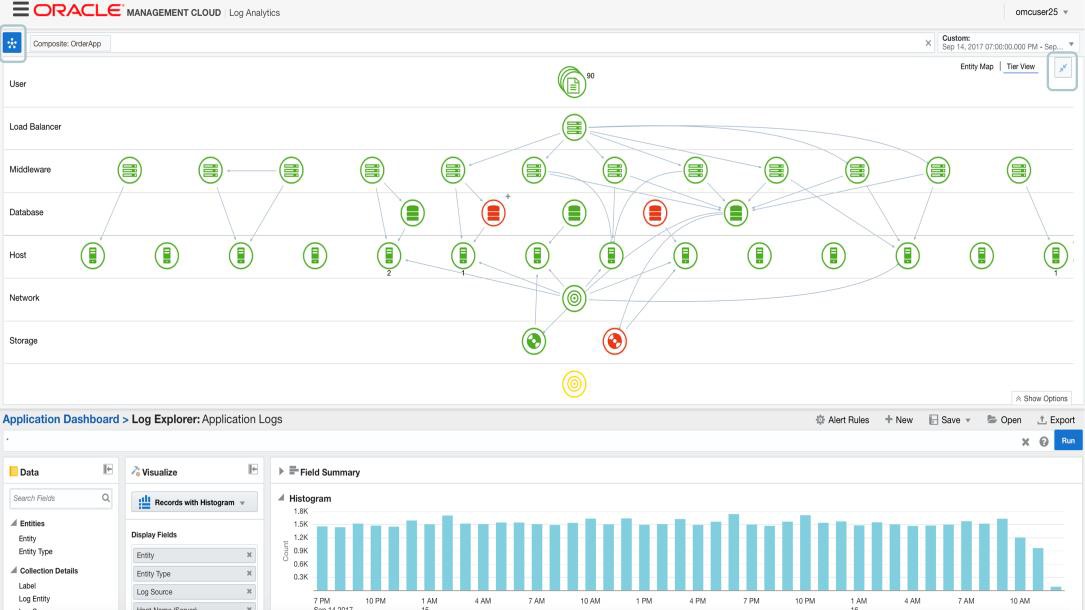 ORACLE MANAGEMENT CLOUD Log Analytics
omcuser25
Composite: OrderApp
Custom:
Sep 14, 2017 07:00:00.000 PM - Sep...
Entity Map | Tier View
User
90
Load Balancer
Middleware
Database
Host
2
1
1
Network
Storage
Show Options
Application Dashboard > Log Explorer: Application Logs
Alert Rules
+ New
Save
Open
Export
*
Run
Data
Search Fields
Entities
Entity
Entity Type
Collection Details
Label
Log Entity
Visualize
Records with Histogram
Display Fields
Entity
Entity Type
Log Source
Host Name (Server)
Field Summary
Histogram
Count
1.8K
1.5K
1.2K
0.9K
0.6K
0.3K
7 PM 10 PM 1 AM 4 AM 7 AM 10 AM 1 PM 4 PM 7 PM 10 PM 1 AM 4 AM 7 AM 10 AM
Sep 14 2017 15 16